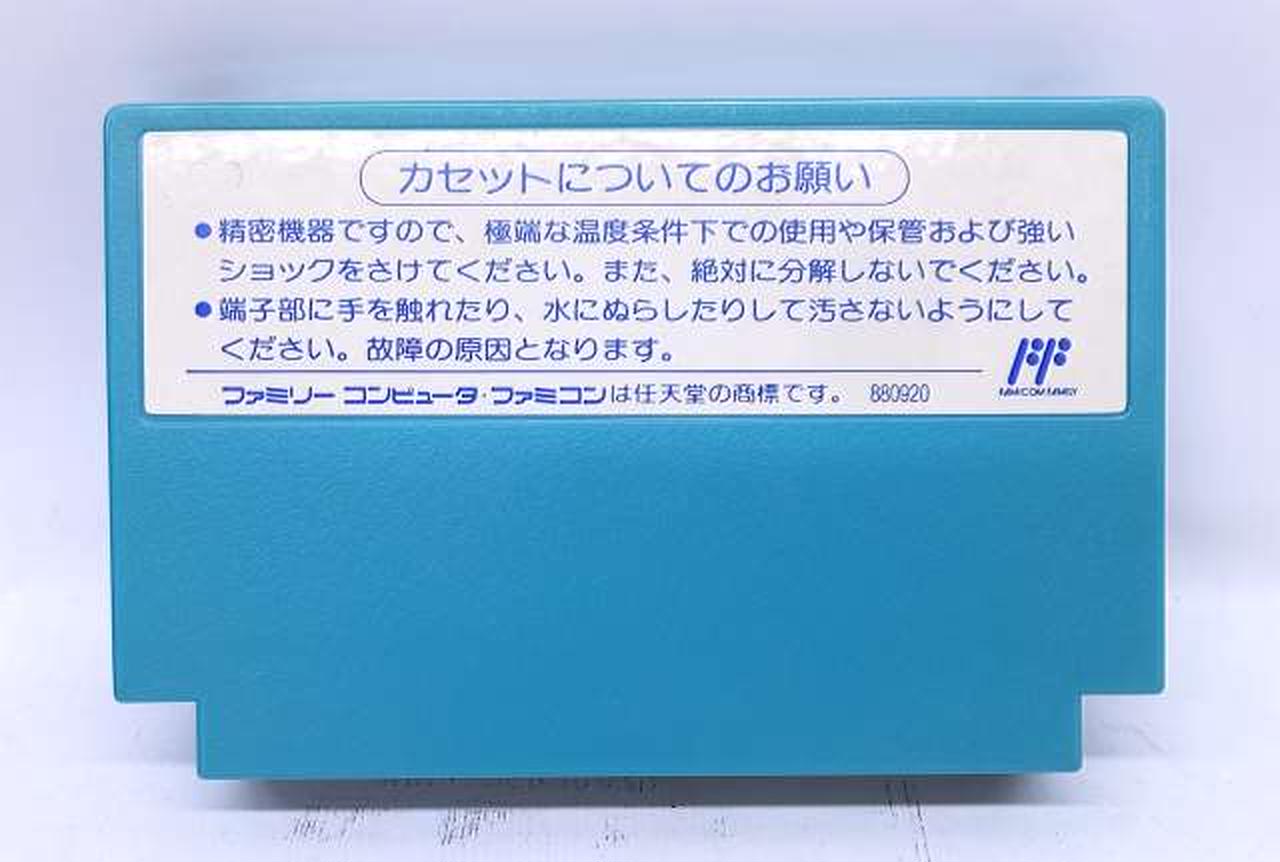 カセットについてのお願い
●精密機器ですので、極端な温度条件下での使用や保管および強い
ショックをさけてください。また、絶対に分解しないでください。
●端子部に手を触れたり、水にぬらしたりして汚さないようにして
ください。故障の原因となります。
ファミリー コンピュータ・ファミコンは任天堂の商標です。 880920
FAMICOM FAMILY